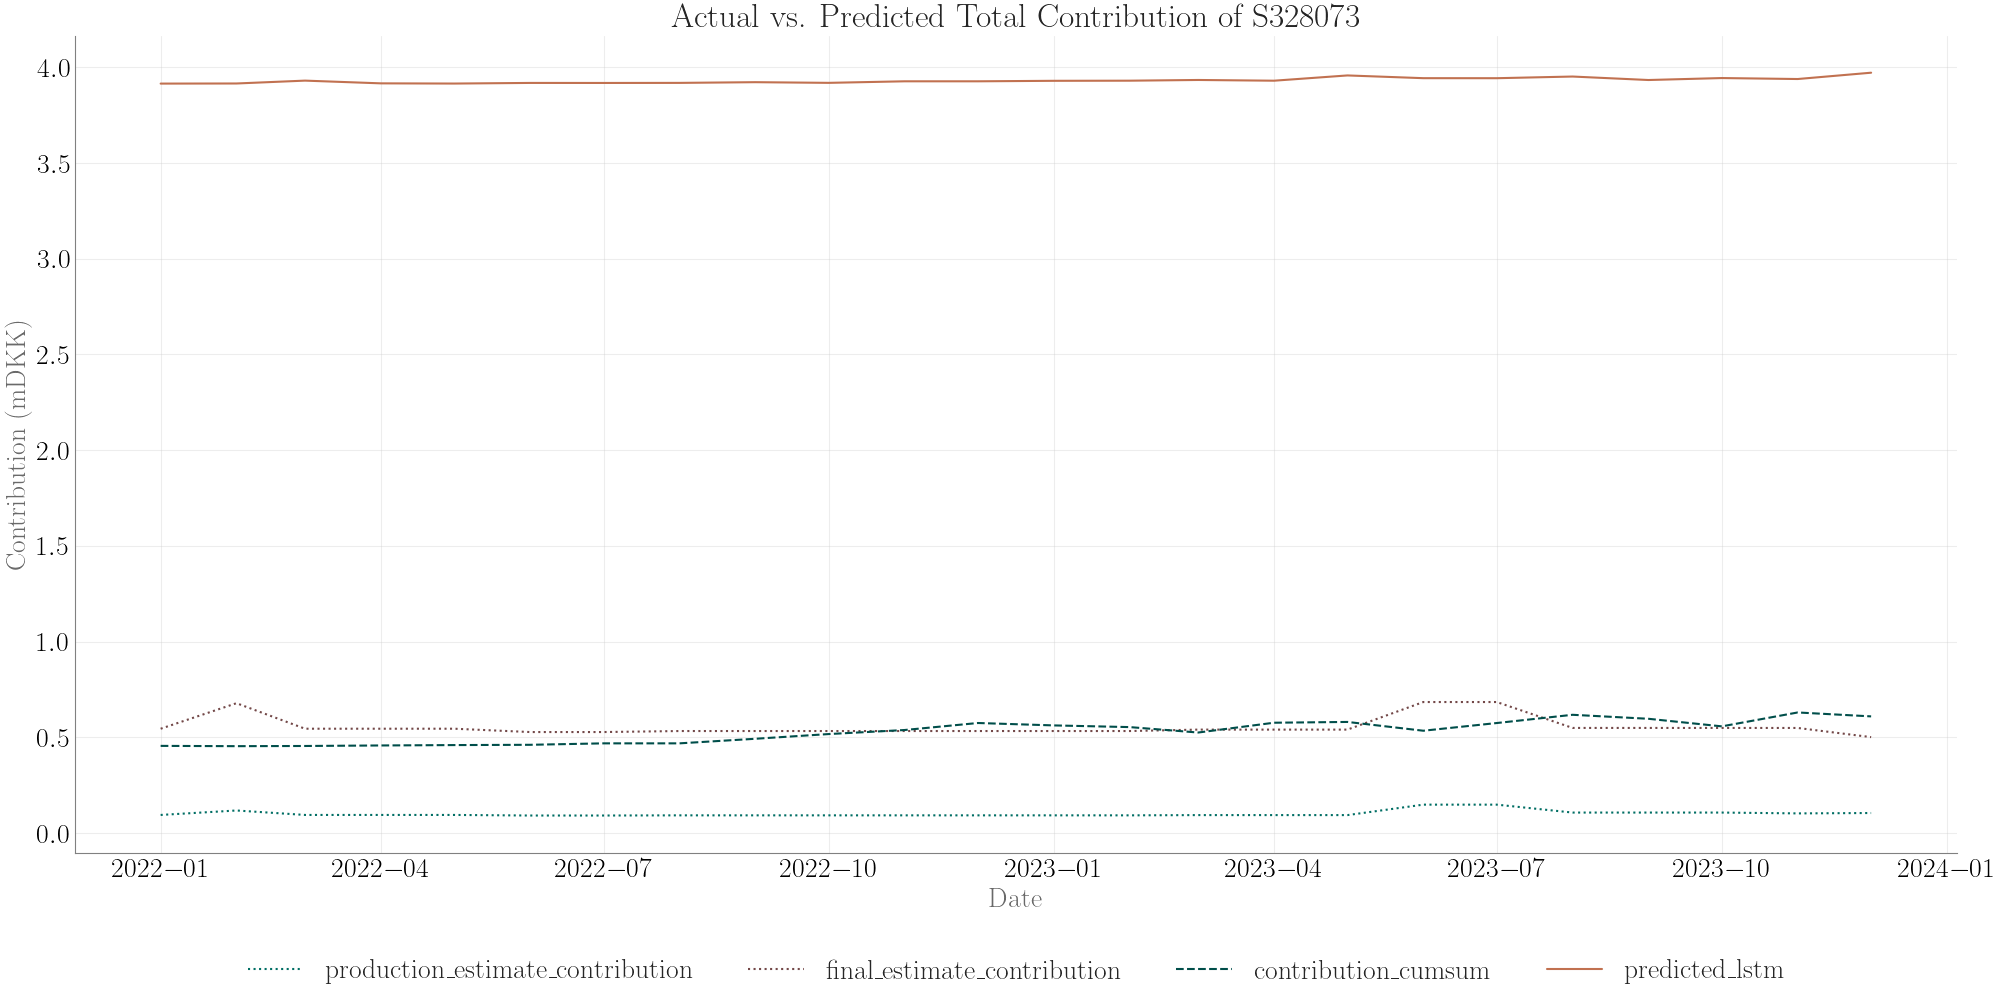 Actual vs. Predicted Total Contribution of S328073
4.0
3.5
3.0
2.5
2.0
1.5
1.0
0.5
0.0
Contribution (mDKK)
2022−01 2022−04 2022−07 2022−10 2023−01 2023−04 2023−07 2023−10 2024−01
Date
production_estimate_contribution final_estimate_contribution contribution_cumsum predicted_lstm